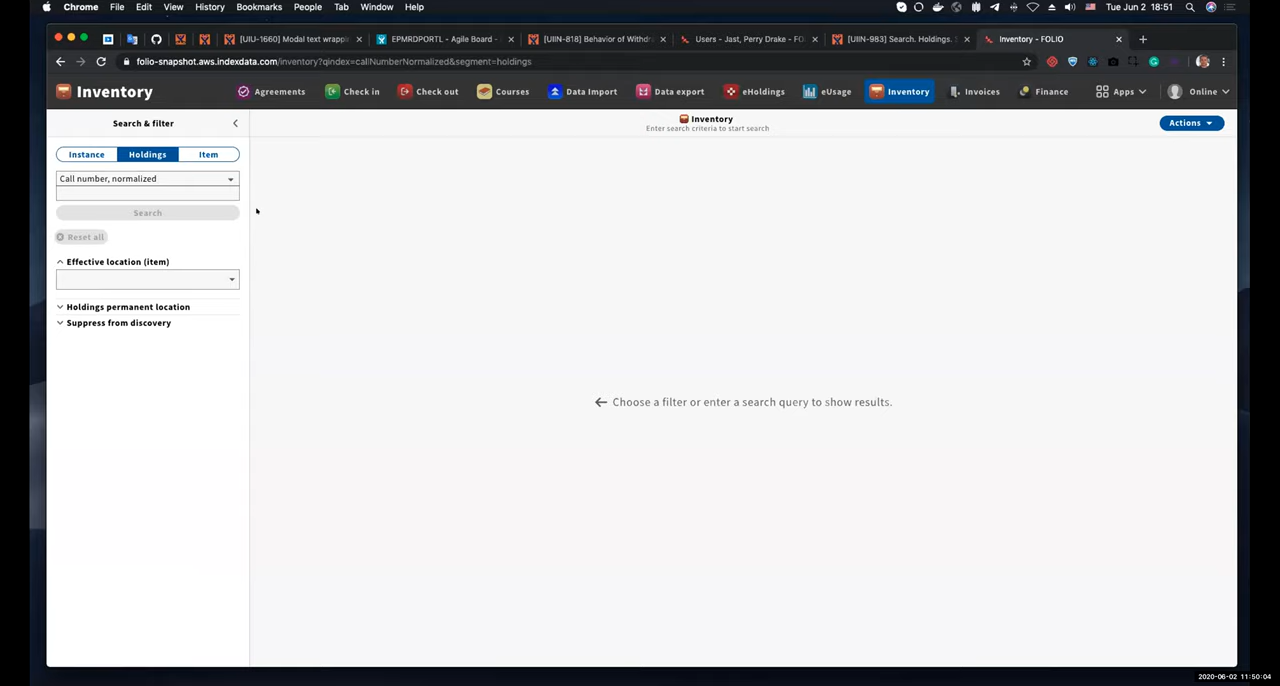 Chrome File Edit View History Bookmarks People Tab Window Help Tue Jun 2 18:51
[UIU-1660] Modal text wrappi EPMRDPORTL - Agile Board - [UIIN-818] Behavior of Withdr Users - Jast, Perry Drake - FO [UIIN-983] Search. Holdings. Inventory - FOLIO
folio-snapshot.aws.indexdata.com/inventory?qindex=callNumberNormalized&segment=holdings
Inventory Agreements Check in Check out Courses Data Import Data export eHoldings eUsage Inventory Invoices Finance Apps Online
Search & filter
Inventory
Enter search criteria to start search
Actions
Instance Holdings Item
Call number, normalized
Search
Reset all
Effective location (item)
Holdings permanent location
Suppress from discovery
Choose a filter or enter a search query to show results.
2020-06-02 11:50:04